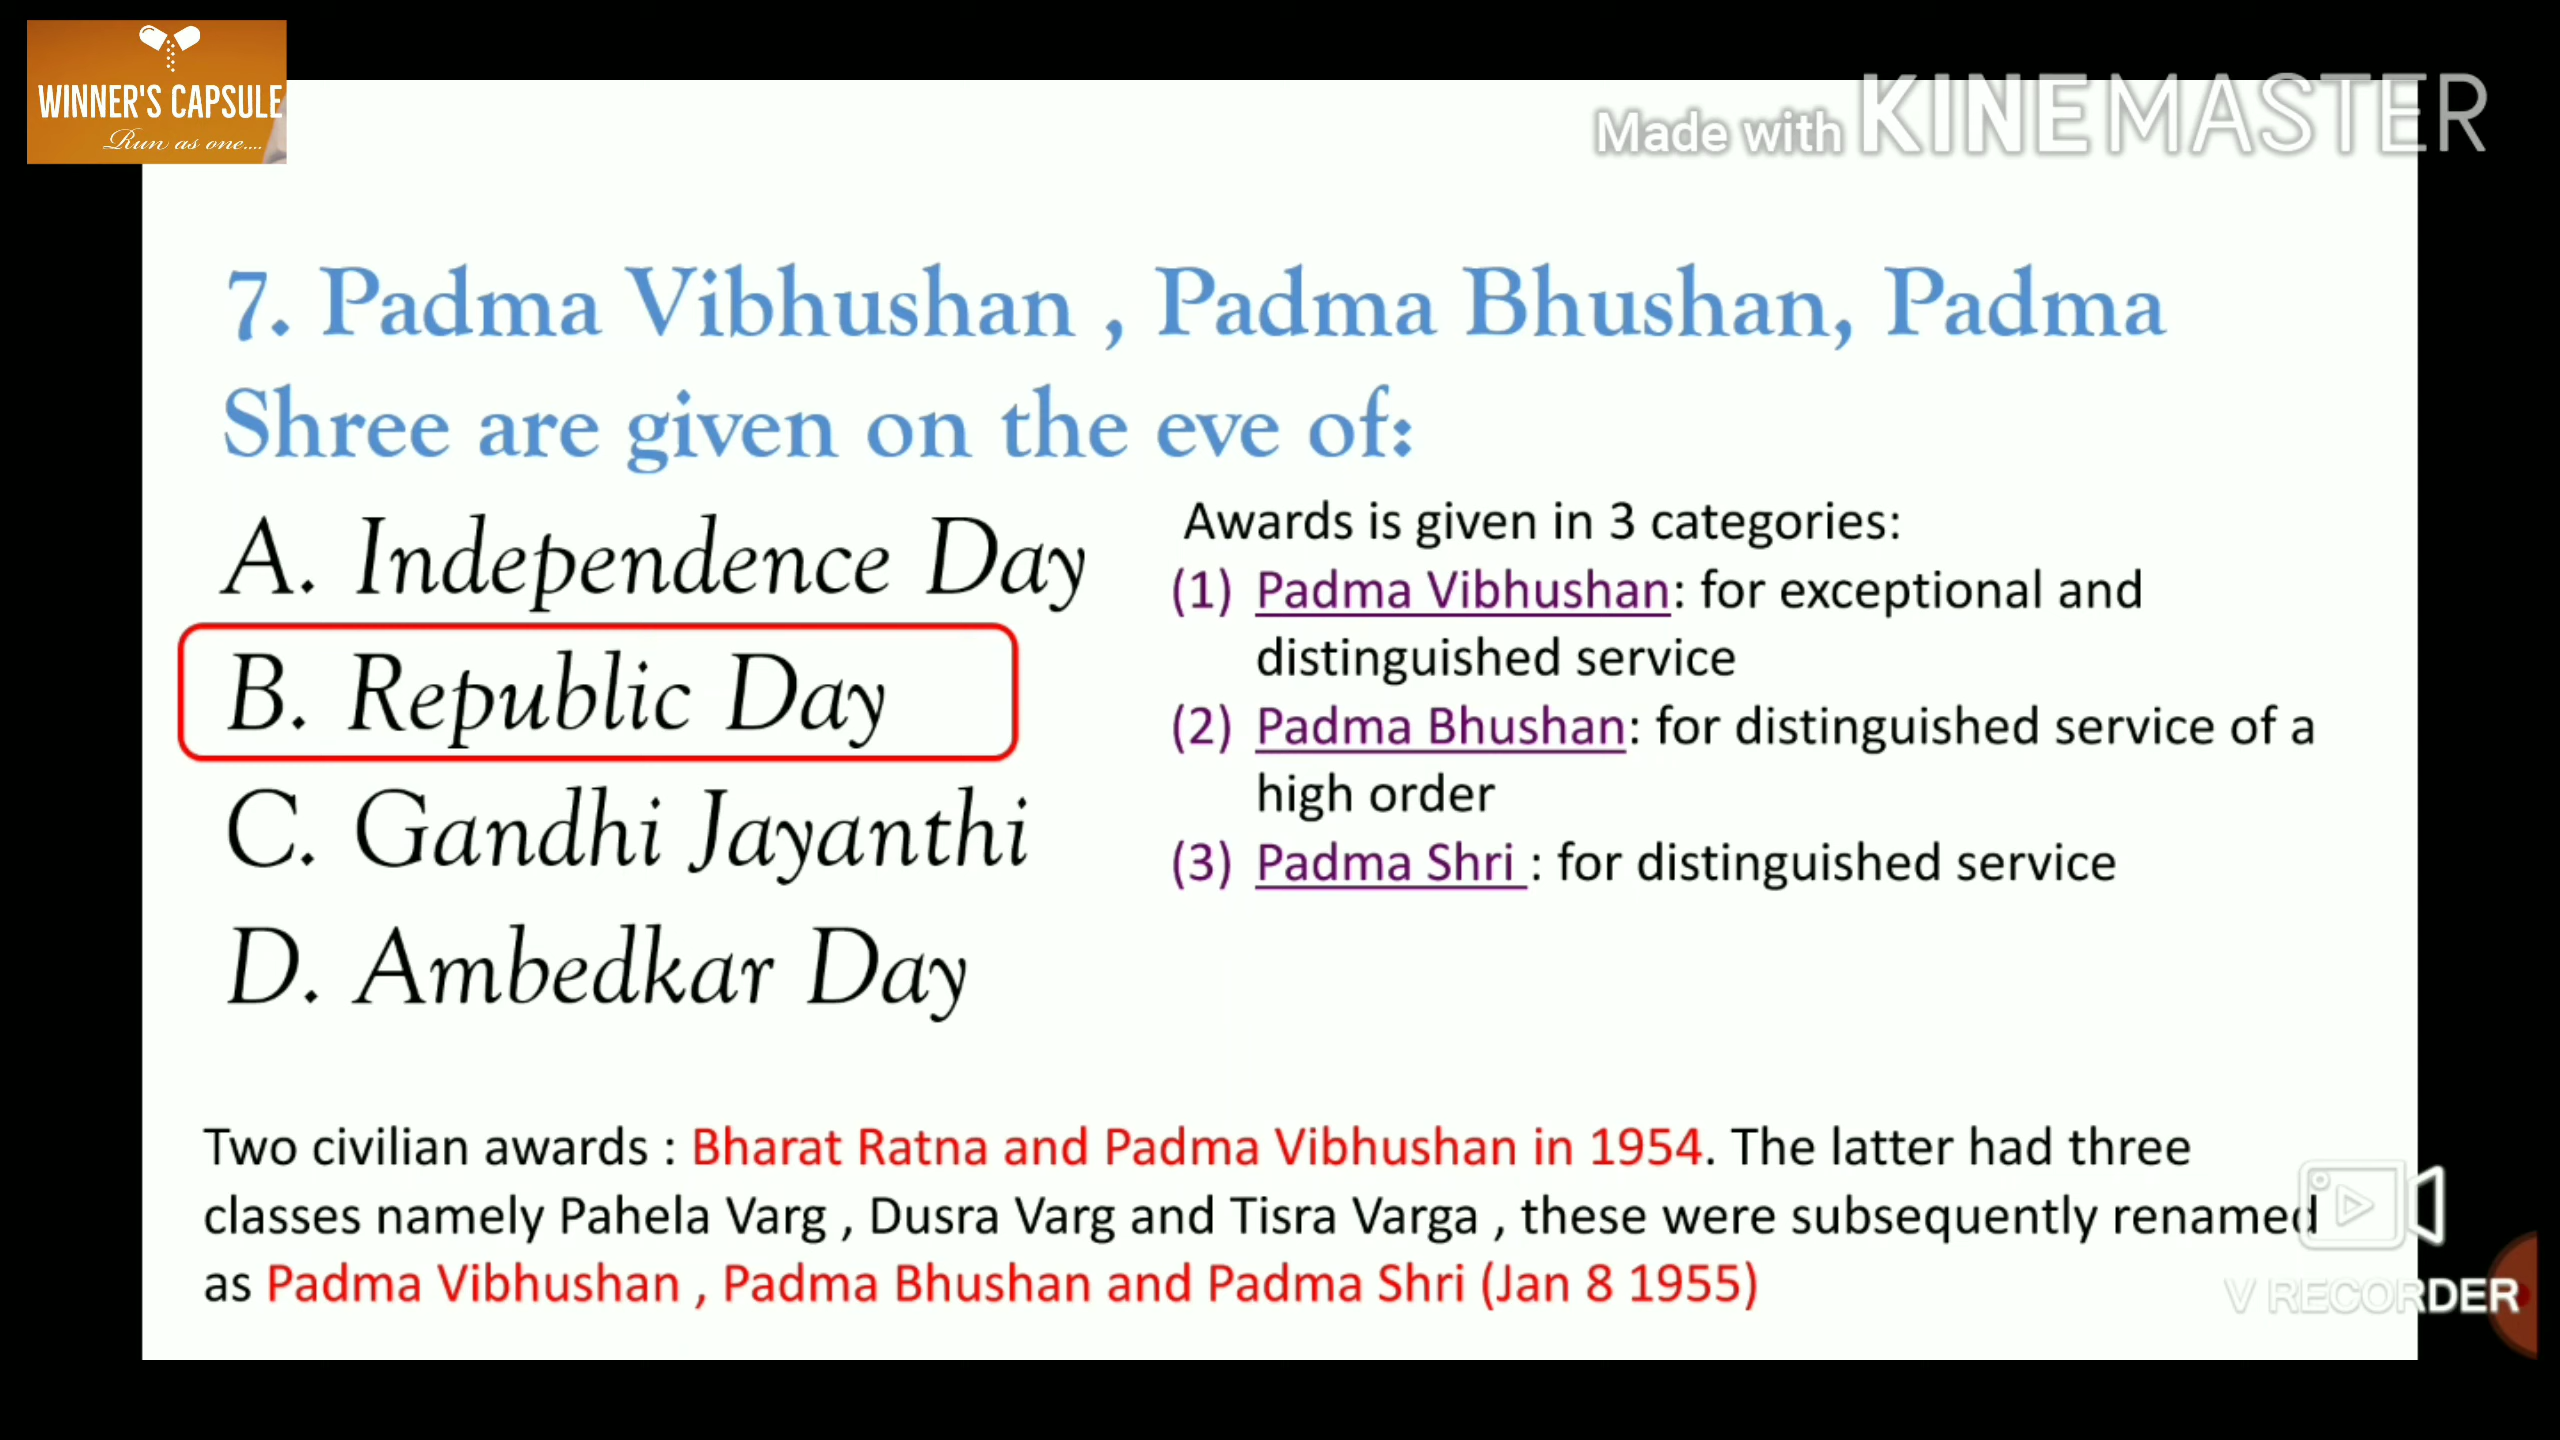 WINNER'S CAPSULE
Run as one....
Made with KINEMASTER
7. Padma Vibhushan , Padma Bhushan, Padma
Shree are given on the eve of:
A. Independence Day
B. Republic Day
C. Gandhi Jayanthi
D. Ambedkar Day
Awards is given in 3 categories:
(1) Padma Vibhushan: for exceptional and
distinguished service
(2) Padma Bhushan: for distinguished service of a
high order
(3) Padma Shri : for distinguished service
Two civilian awards : Bharat Ratna and Padma Vibhushan in 1954. The latter had three
classes namely Pahela Varg , Dusra Varg and Tisra Varga , these were subsequently renamed
as Padma Vibhushan , Padma Bhushan and Padma Shri (Jan 8 1955)
V RECORDER